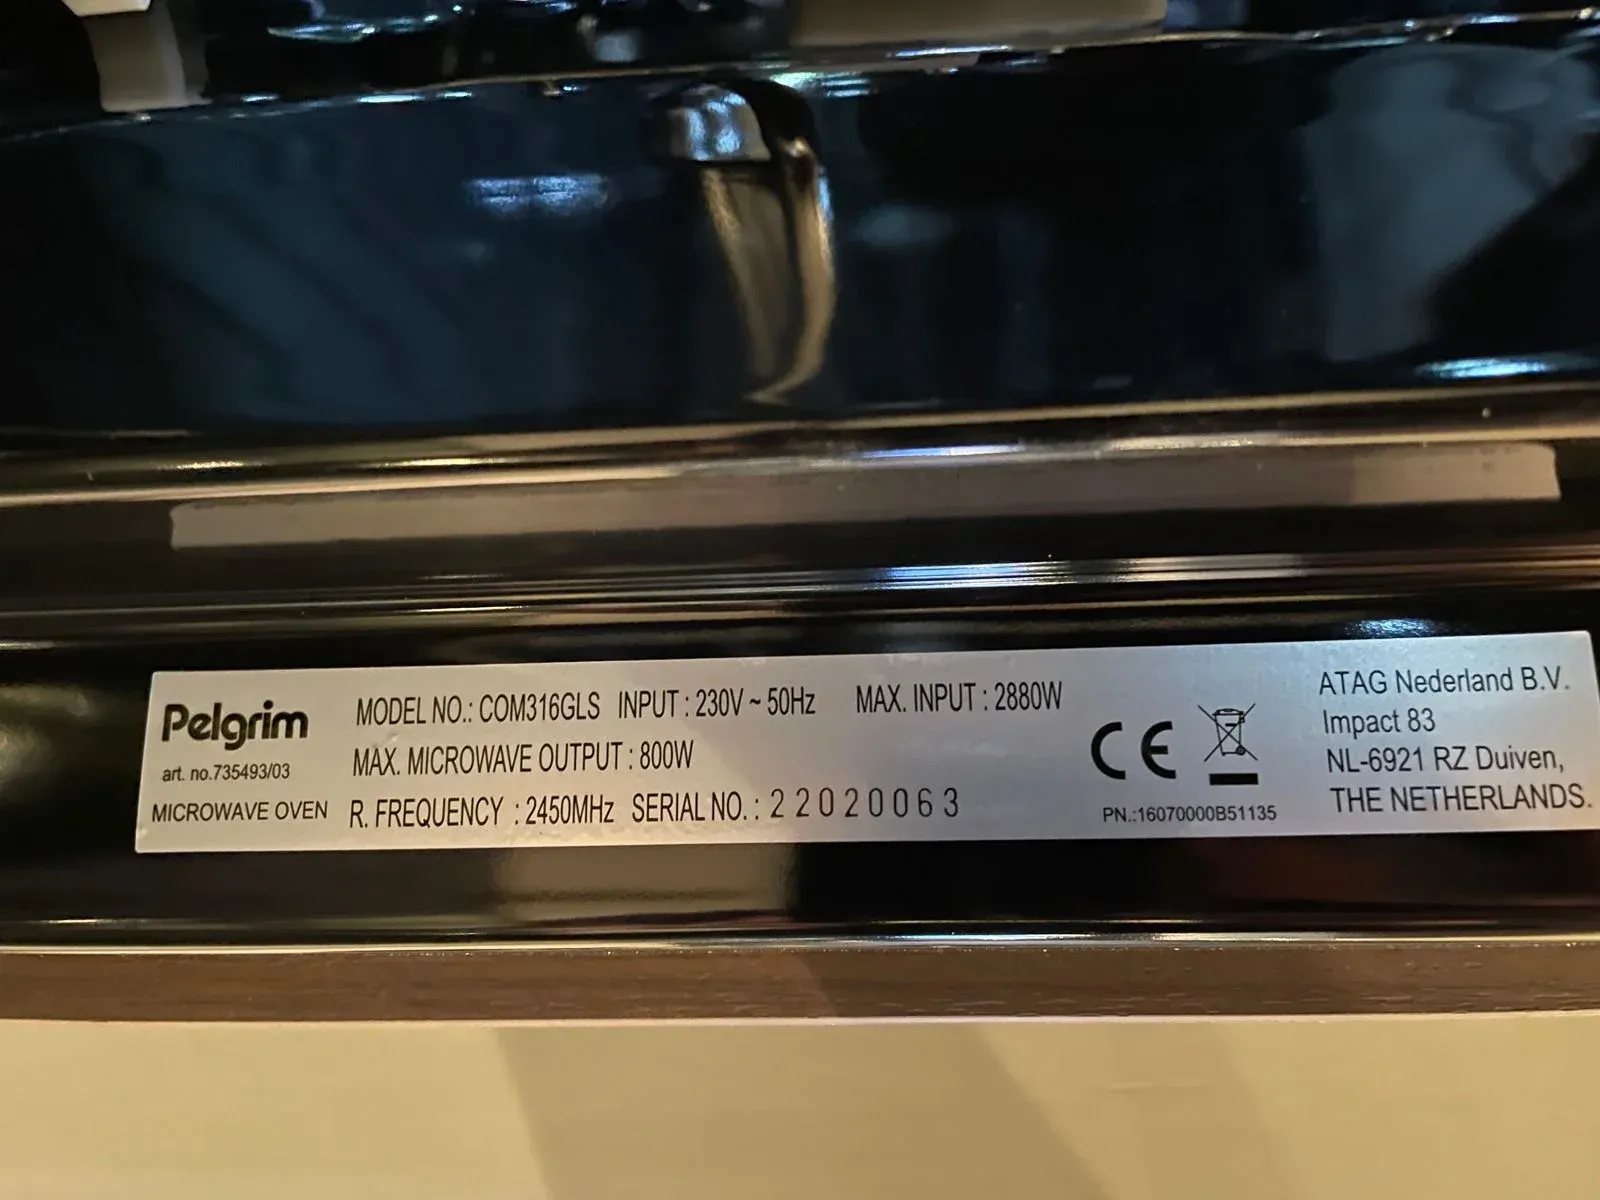 Pelgrim
art. no.735493/03
MICROWAVE OVEN
MODEL NO.: COM316GLS INPUT : 230V ~ 50Hz MAX. INPUT : 2880W
MAX. MICROWAVE OUTPUT : 800W
R. FREQUENCY : 2450MHz SERIAL NO. : 22020063
CE
PN.:16070000B51135
ATAG Nederland B.V.
Impact 83
NL-6921 RZ Duiven,
THE NETHERLANDS.